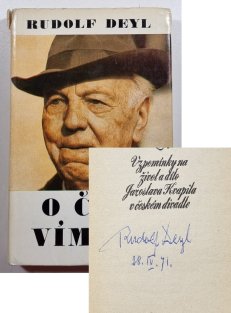 RUDOLF DEYL
O Č
VÍM
Vzpomínky na
život a dílo
Jaroslava Kvapila
v českém divadle
Rudolf Deyl
28. IV. 71.